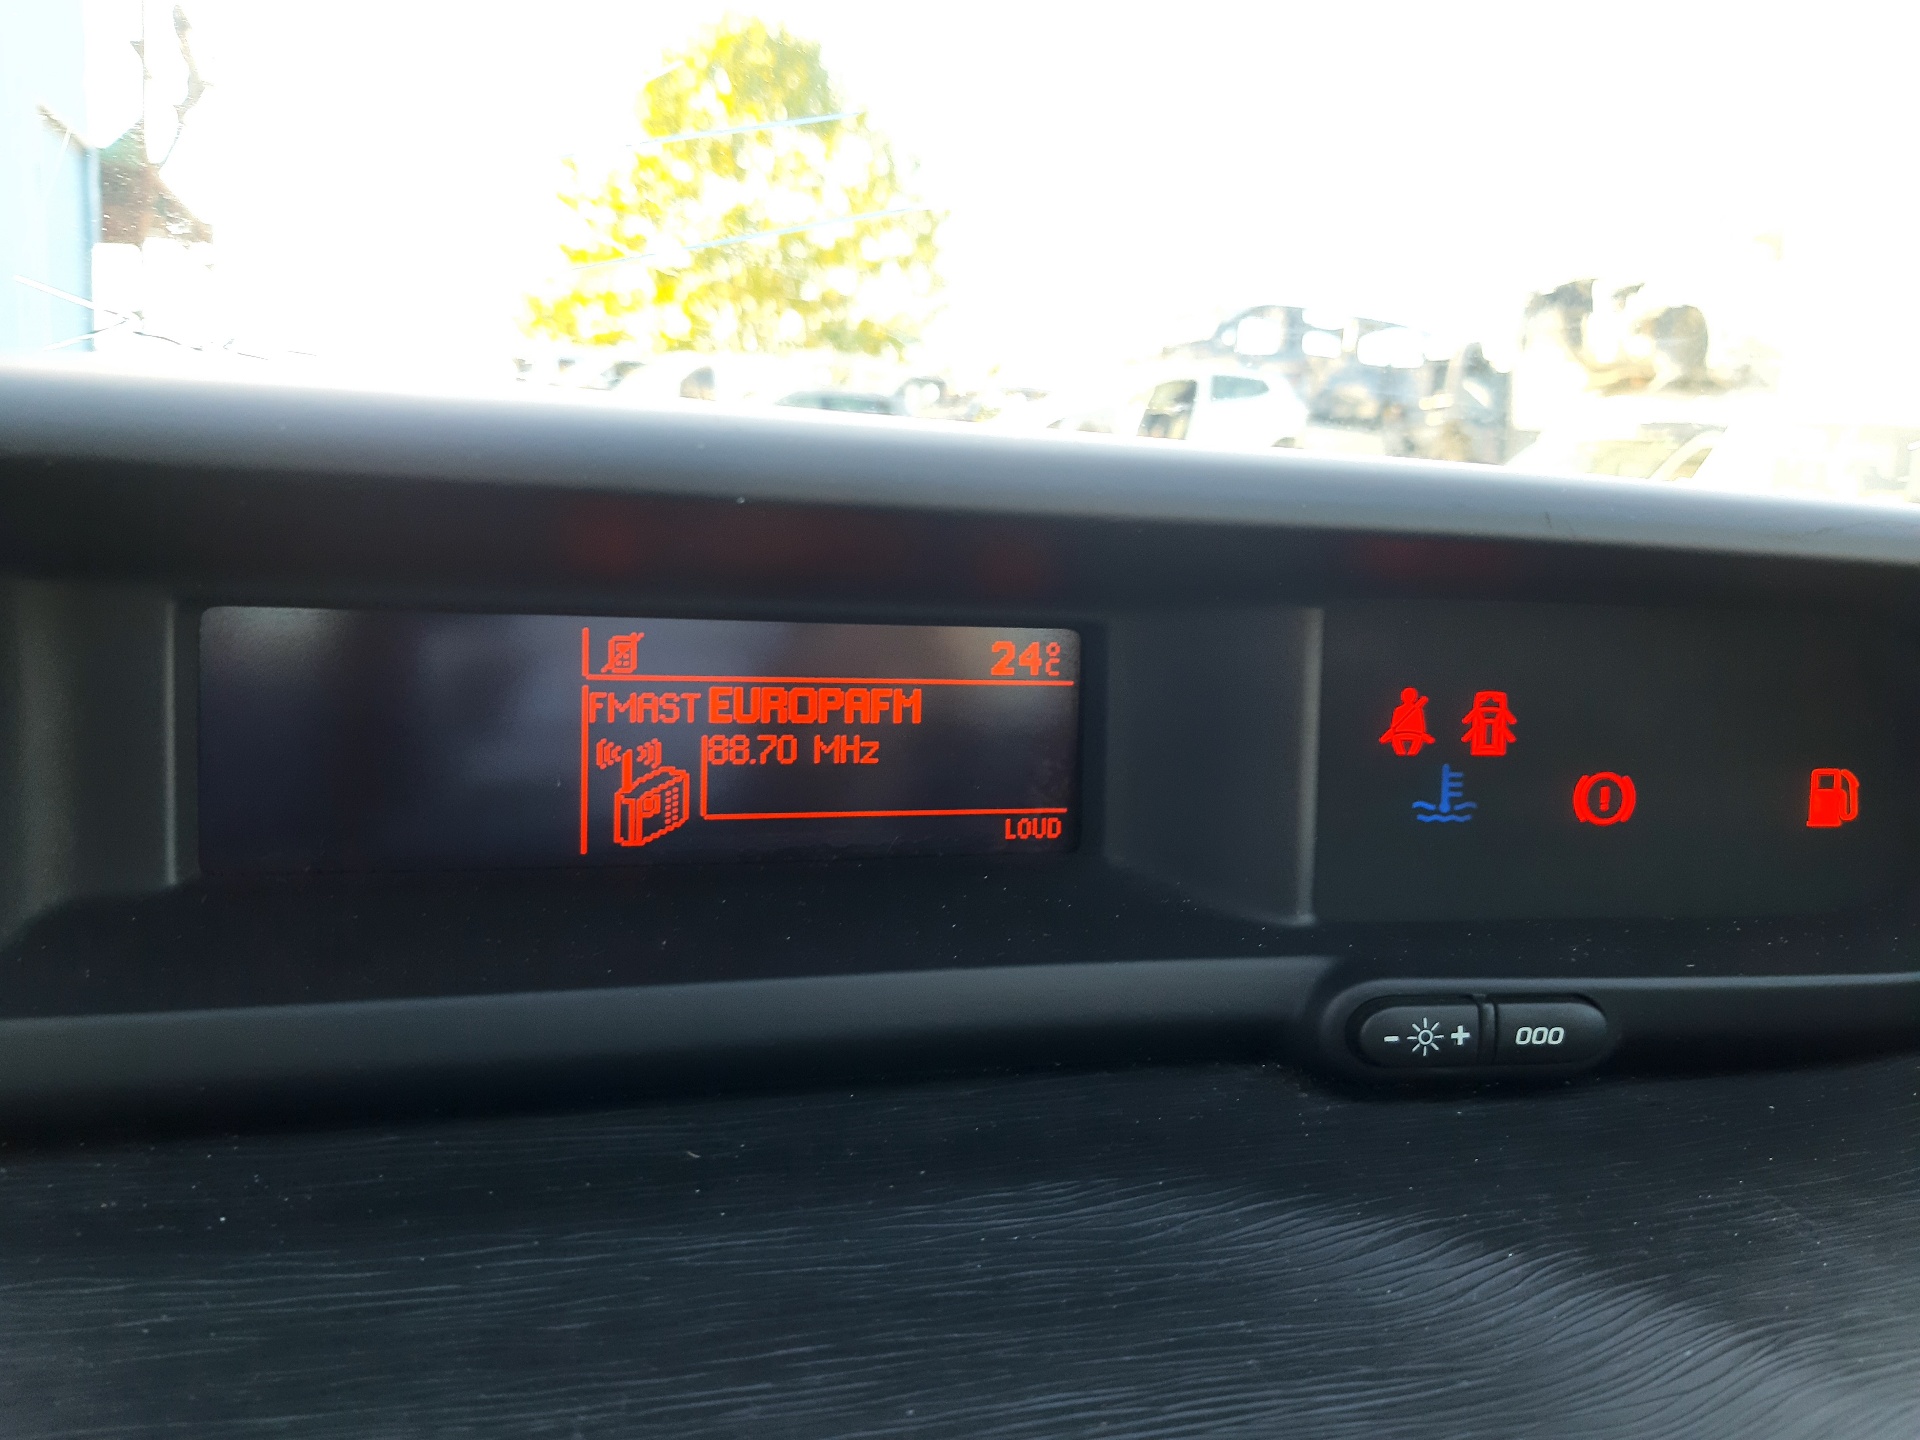 24°C
FMAST EUROPAFM
88.70 MHz
LOUD
- +
000